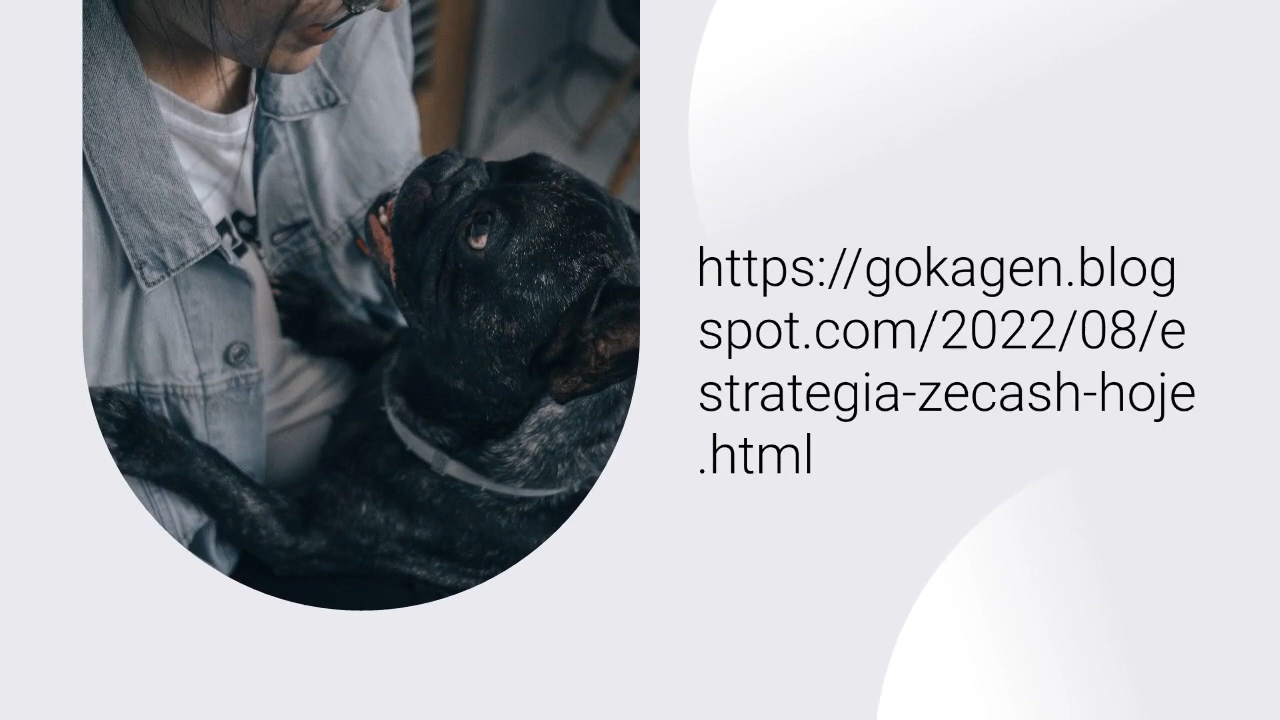 https://gokagen.blog
spot.com/2022/08/e
strategia-zecash-hoje
.html